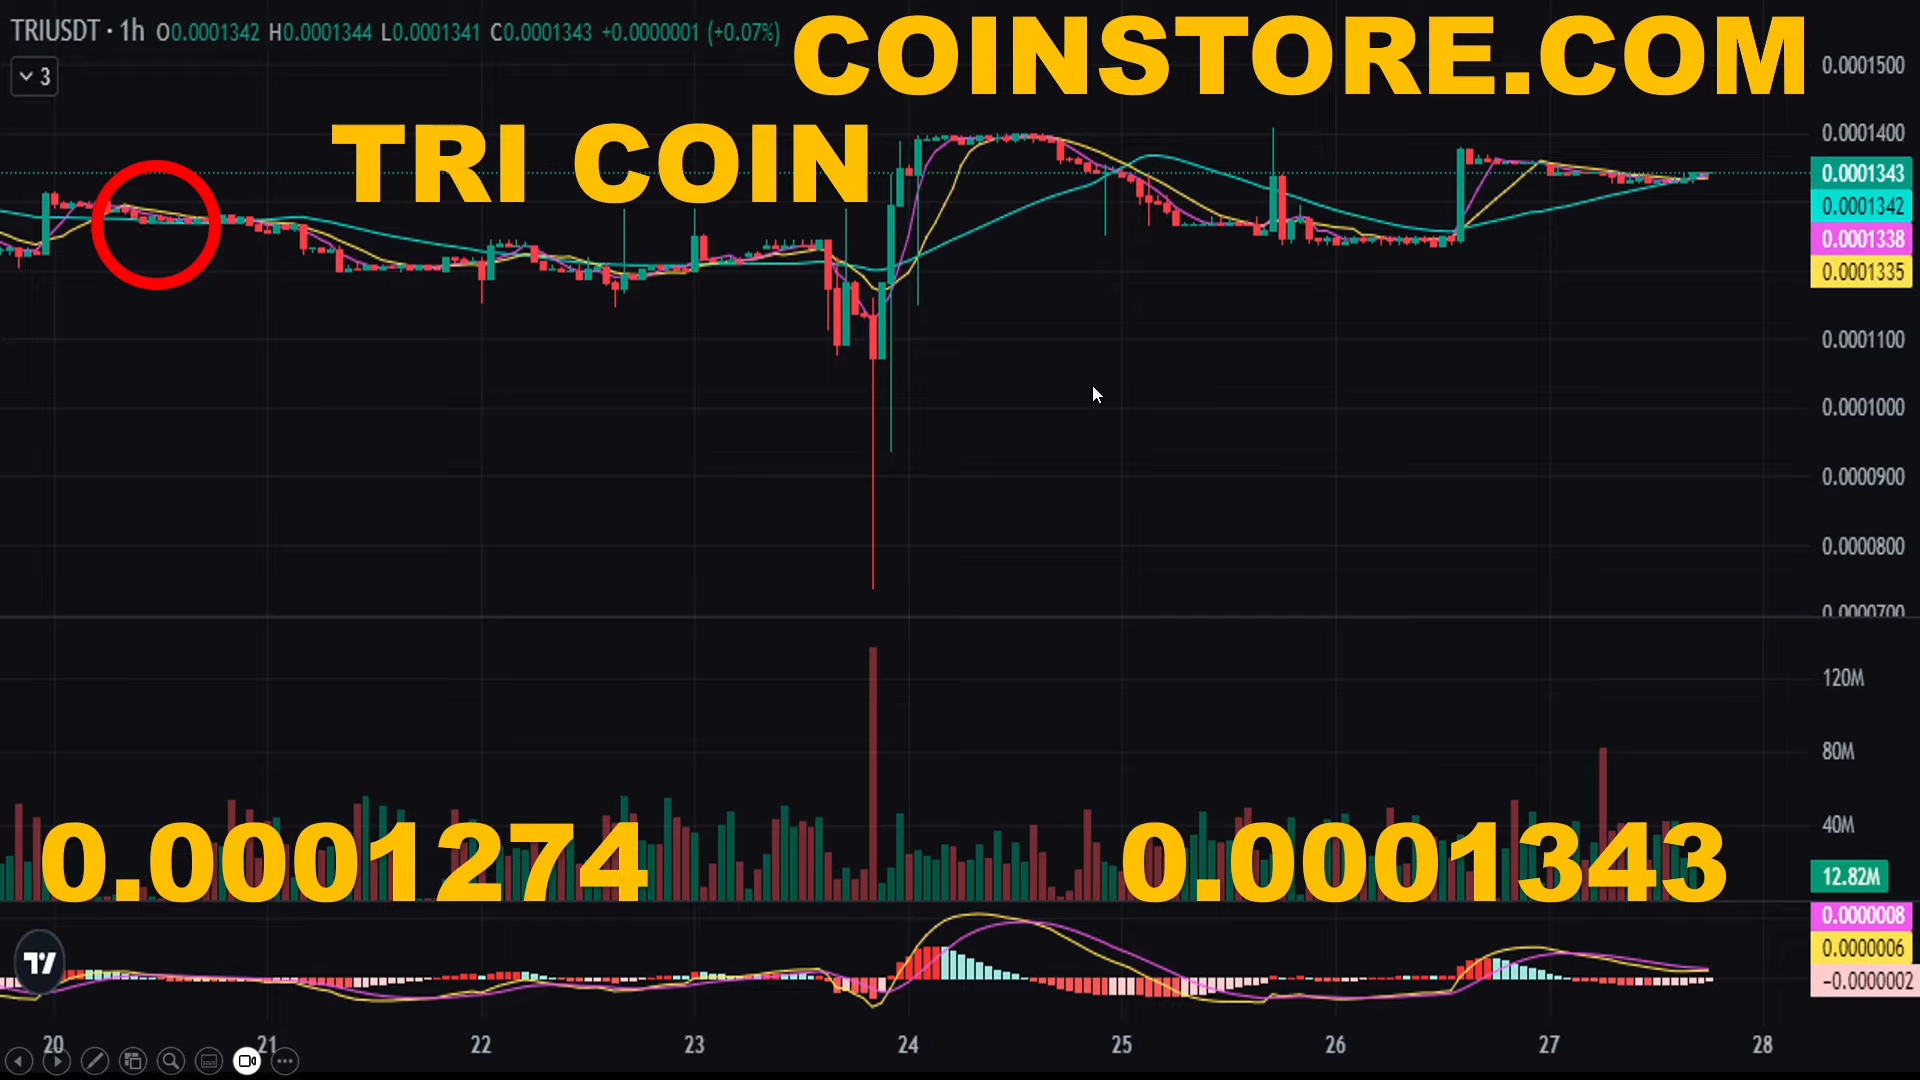 TRIUSDT · 1h O0.0001342 H0.0001344 L0.0001341 C0.0001343 +0.0000001 (+0.07%)
COINSTORE.COM
3
TRI COIN
0.0001500
0.0001400
0.0001343
0.0001342
0.0001338
0.0001335
0.0001100
0.0001000
0.0000900
0.0000800
0.0000700
120M
80M
40M
12.82M
0.0001274
0.0001343
0.0000008
0.0000006
−0.0000002
20 21 22 23 24 25 26 27 28